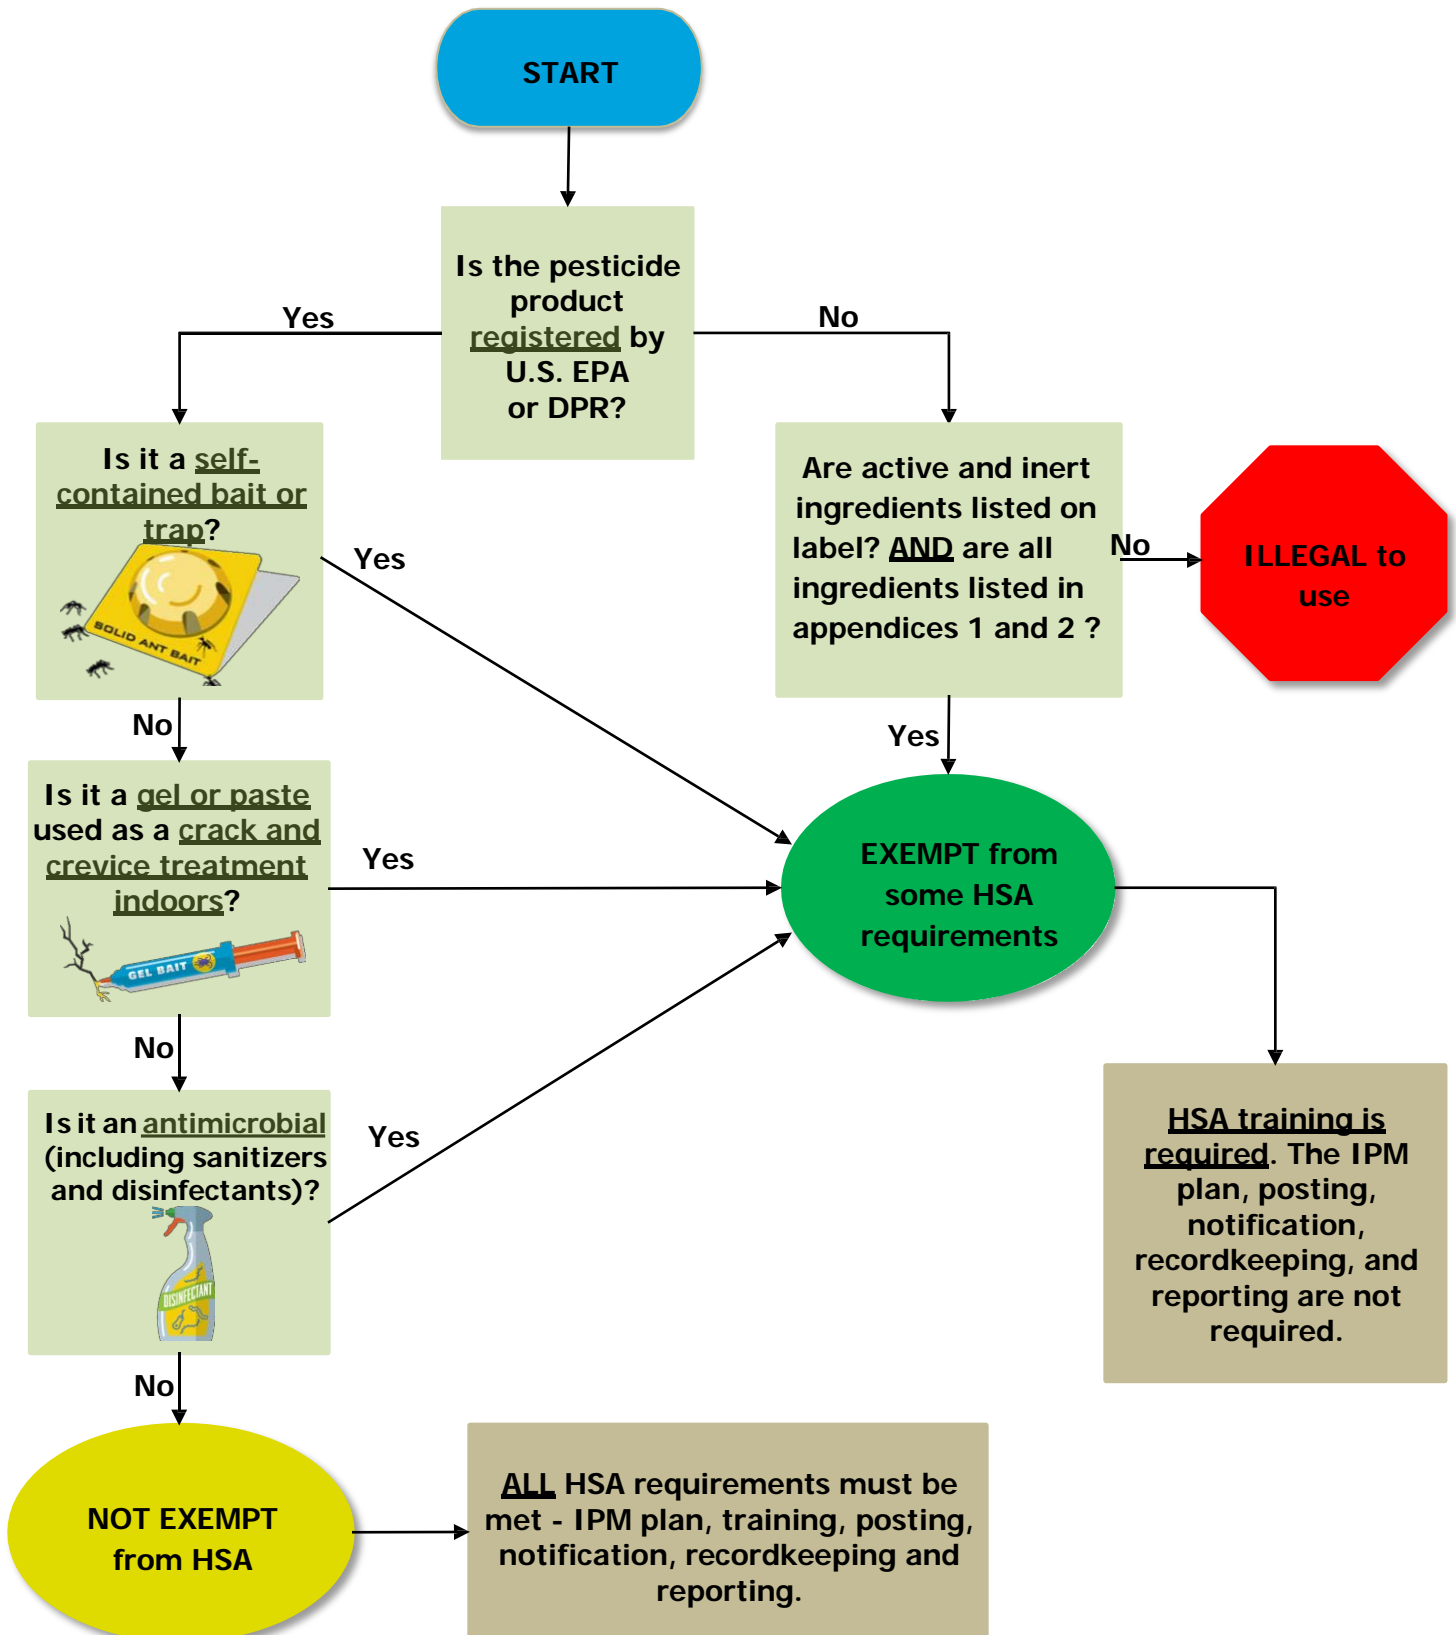 START
Is the pesticide
product
registered by
U.S. EPA
or DPR?
Yes
No
Is it a self-
contained bait or
trap?
SOLID ANT BAIT
Yes
No
Are active and inert
ingredients listed on
label? AND are all
ingredients listed in
appendices 1 and 2 ?
No
ILLEGAL to
use
Yes
Is it a gel or paste
used as a crack and
crevice treatment
indoors?
GEL BAIT
Yes
No
EXEMPT from
some HSA
requirements
Is it an antimicrobial
(including sanitizers
and disinfectants)?
DISINFECTANT
Yes
No
HSA training is
required. The IPM
plan, posting,
notification,
recordkeeping, and
reporting are not
required.
NOT EXEMPT
from HSA
ALL HSA requirements must be
met - IPM plan, training, posting,
notification, recordkeeping and
reporting.